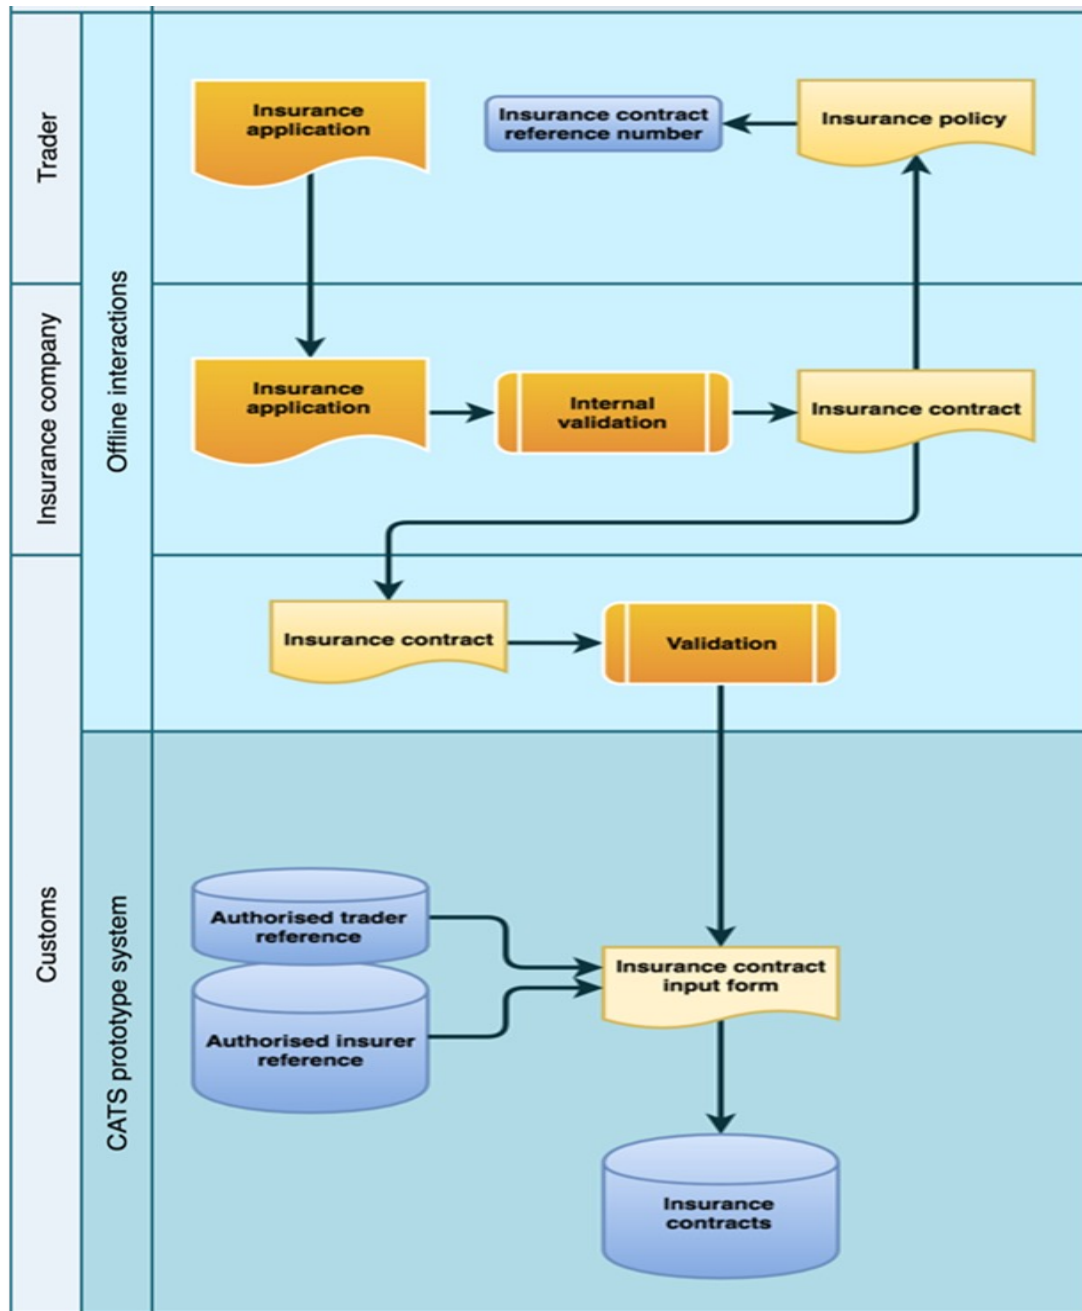 Trader
Offline interactions
Insurance
application
Insurance contract
reference number
Insurance policy
Insurance company
Insurance
application
Internal
validation
Insurance contract
Customs
Insurance contract
Validation
CATS prototype system
Authorised trader
reference
Authorised insurer
reference
Insurance contract
input form
Insurance
contracts